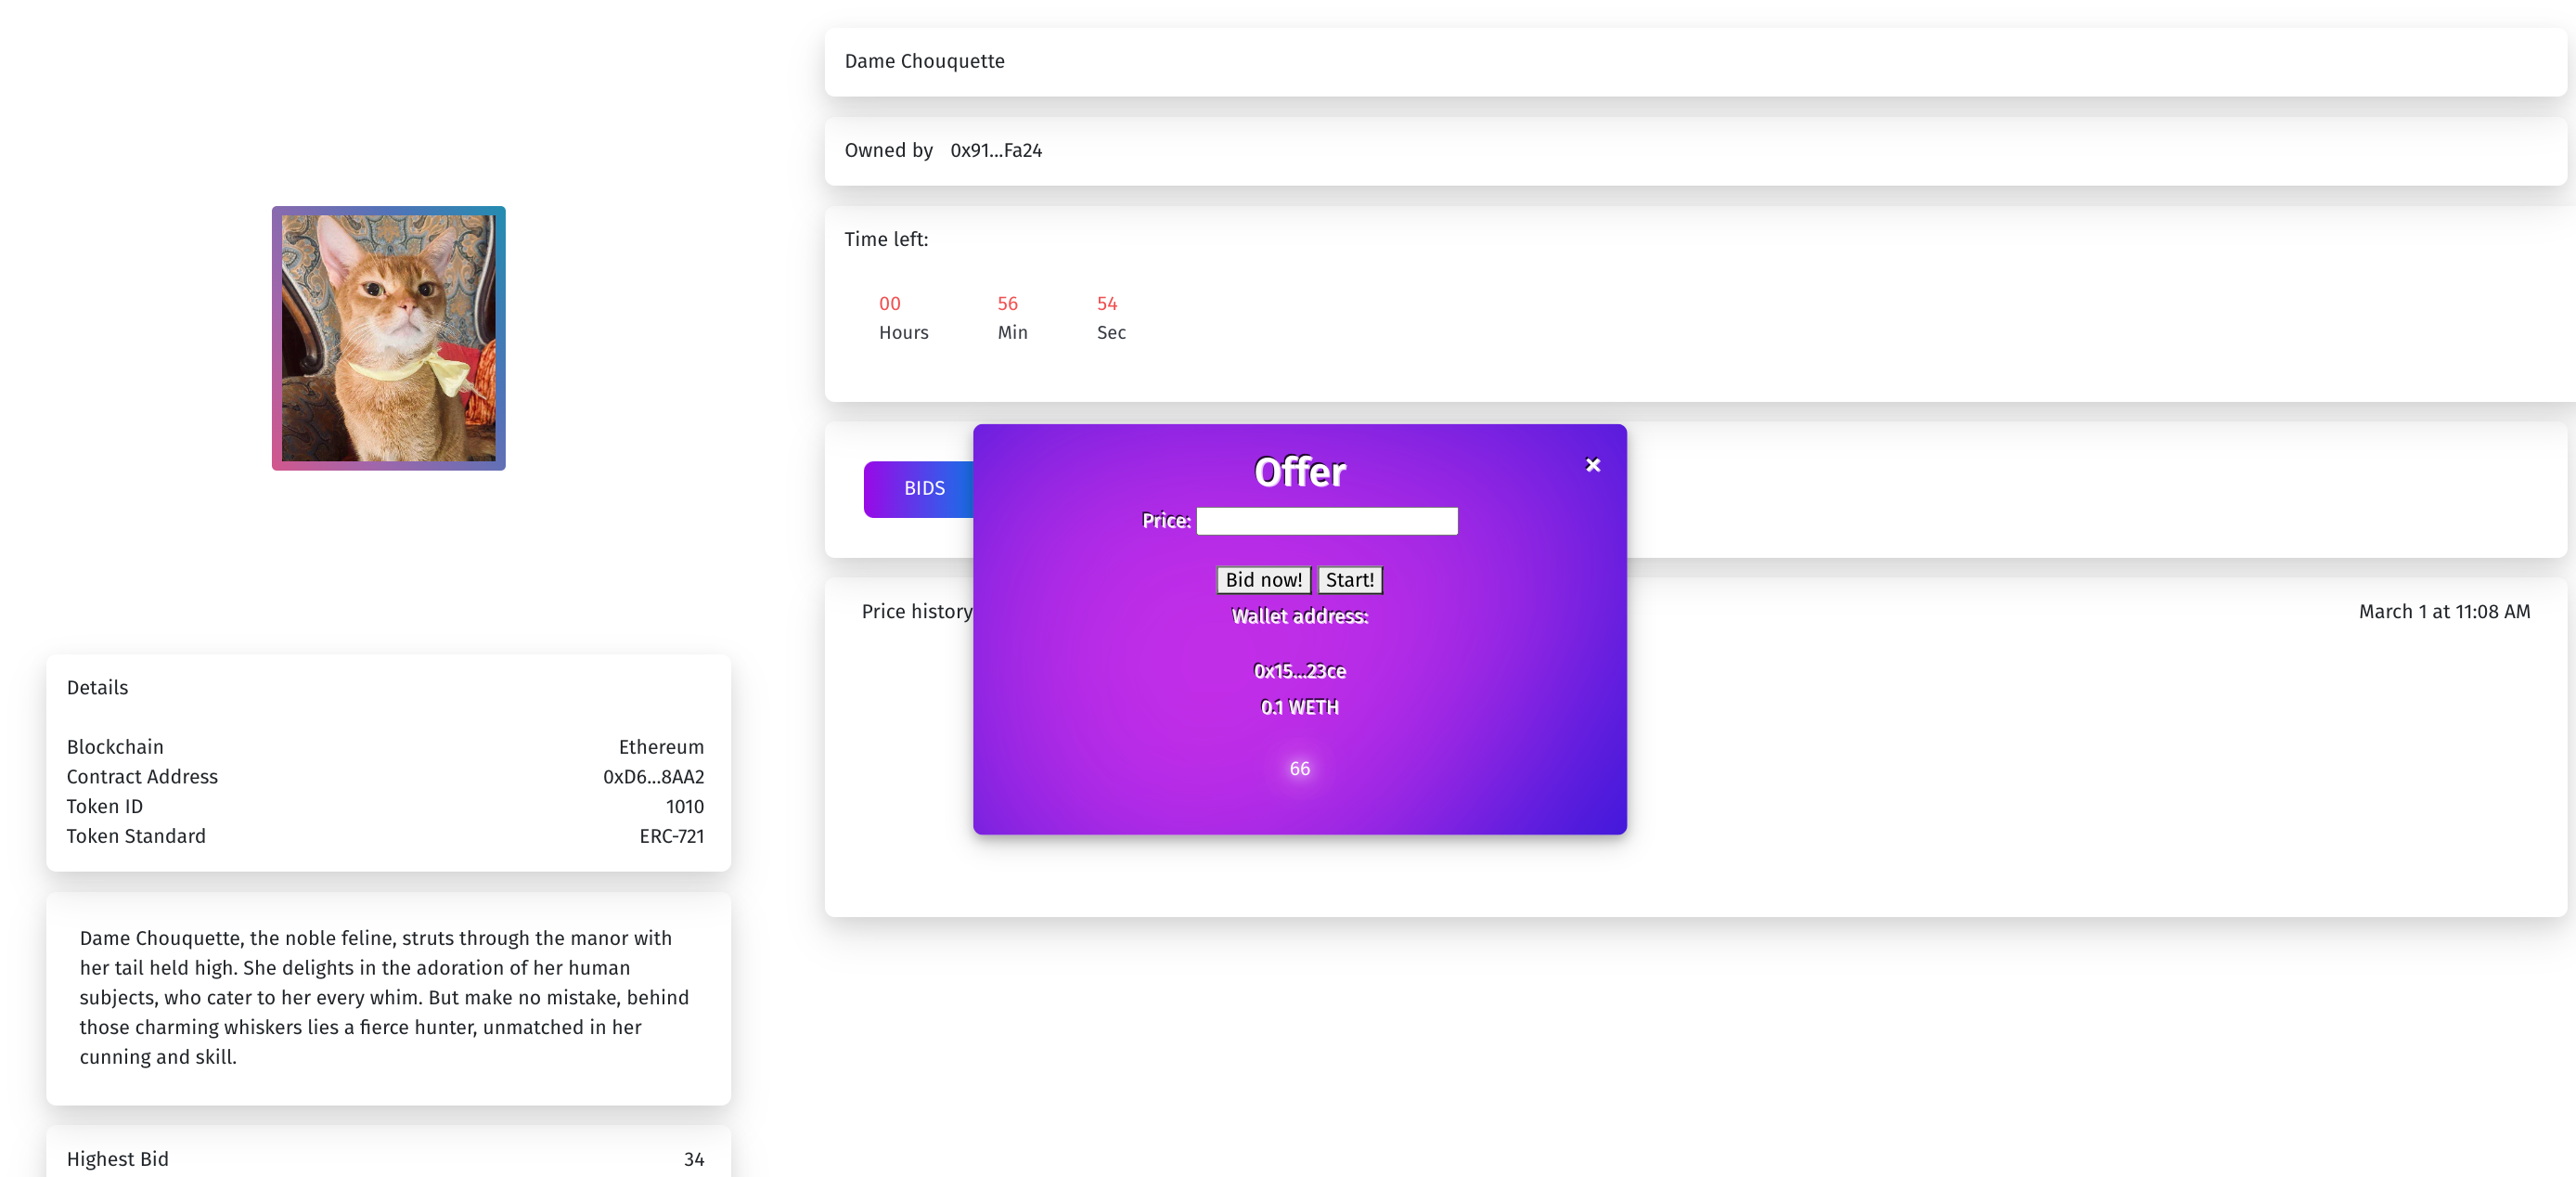 Dame Chouquette
Owned by 0x91...Fa24
Time left:
00 56 54
Hours Min Sec
BIDS
Offer ×
Price:
Bid now! Start!
Wallet address:
0x15...23ce
0.1 WETH
66
Price history
March 1 at 11:08 AM
Details
Blockchain Ethereum
Contract Address 0xD6...8AA2
Token ID 1010
Token Standard ERC-721
Dame Chouquette, the noble feline, struts through the manor with
her tail held high. She delights in the adoration of her human
subjects, who cater to her every whim. But make no mistake, behind
those charming whiskers lies a fierce hunter, unmatched in her
cunning and skill.
Highest Bid 34